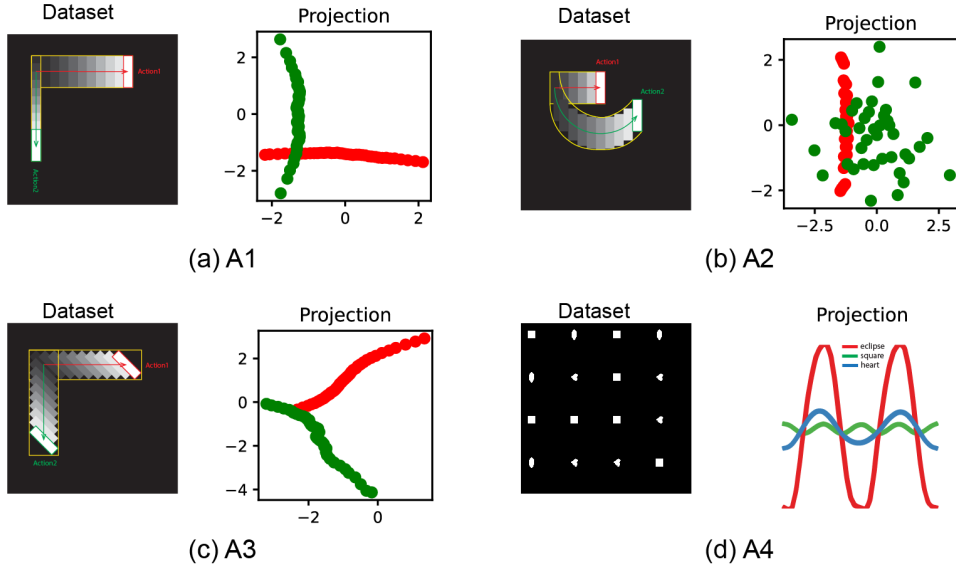 Dataset
Projection
Action1
Action2
2
0
−2
−2
0
2
(a) A1
Dataset
Projection
Action1
Action2
2
0
−2
−2.5
0.0
2.5
(b) A2
Dataset
Projection
Action1
Action2
2
0
−2
−4
−2
0
(c) A3
Dataset
Projection
eclipse
square
heart
(d) A4